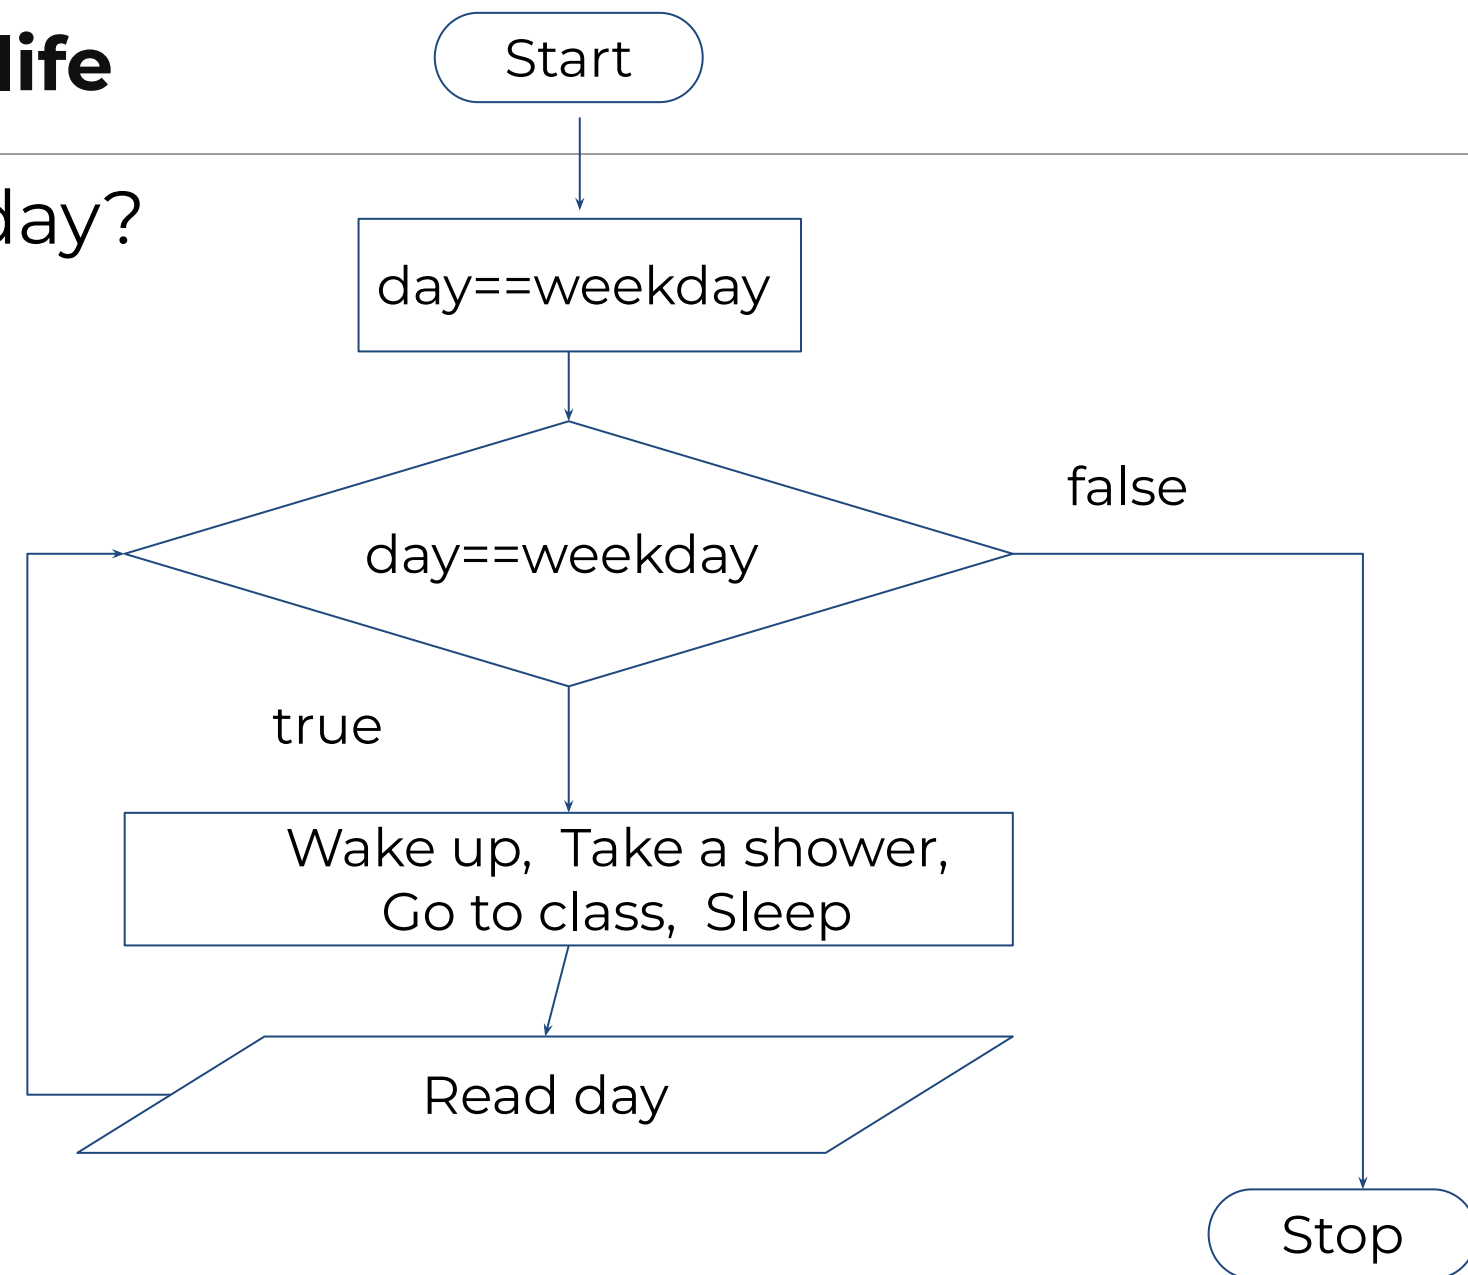 life
Start
day?
day==weekday
day==weekday
false
true
Wake up,  Take a shower,
Go to class,  Sleep
Read day
Stop